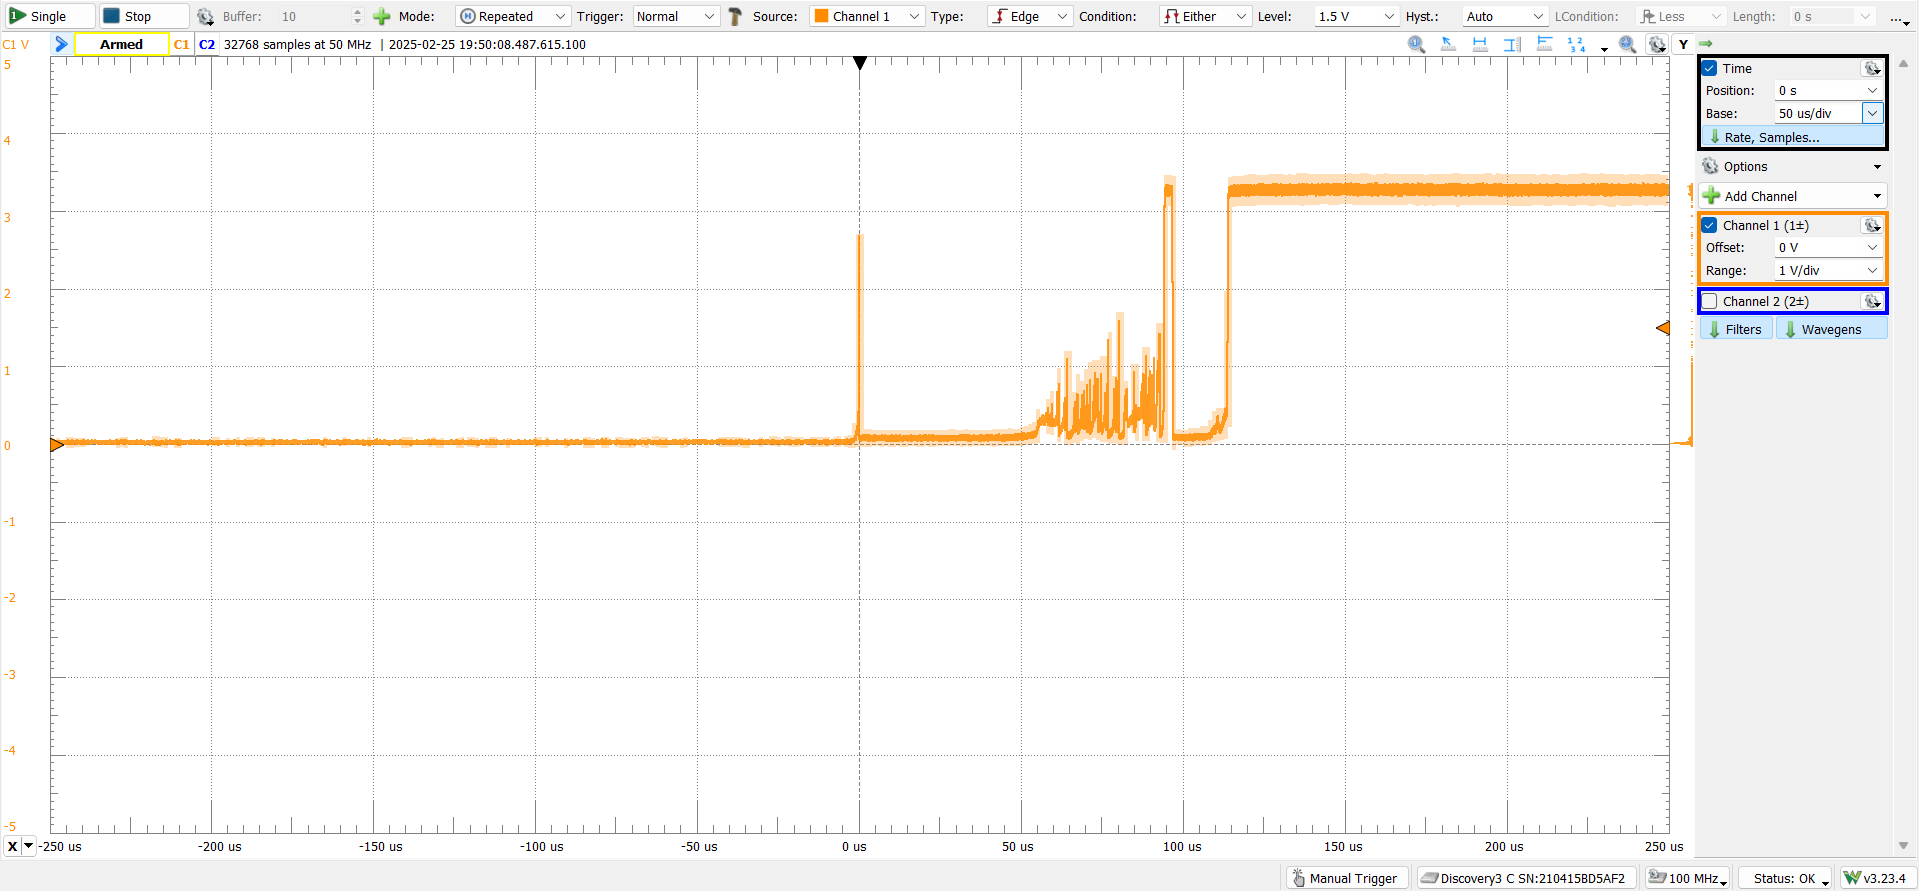 Single Stop Buffer: 10 Mode: Repeated Trigger: Normal Source: Channel 1 Type: Edge Condition: Either Level: 1.5 V Hyst.: Auto LCondition: Less Length: 0 s ...
C1 V Armed C1 C2 32768 samples at 50 MHz | 2025-02-25 19:50:08.487.615.100 Y
5
4
3
2
1
0
-1
-2
-3
-4
-5
X -250 us -200 us -150 us -100 us -50 us 0 us 50 us 100 us 150 us 200 us 250 us
Time
Position: 0 s
Base: 50 us/div
Rate, Samples...
Options
Add Channel
Channel 1 (1±)
Offset: 0 V
Range: 1 V/div
Channel 2 (2±)
Filters Wavegens
Manual Trigger Discovery3 C SN:210415BD5AF2 100 MHz Status: OK v3.23.4